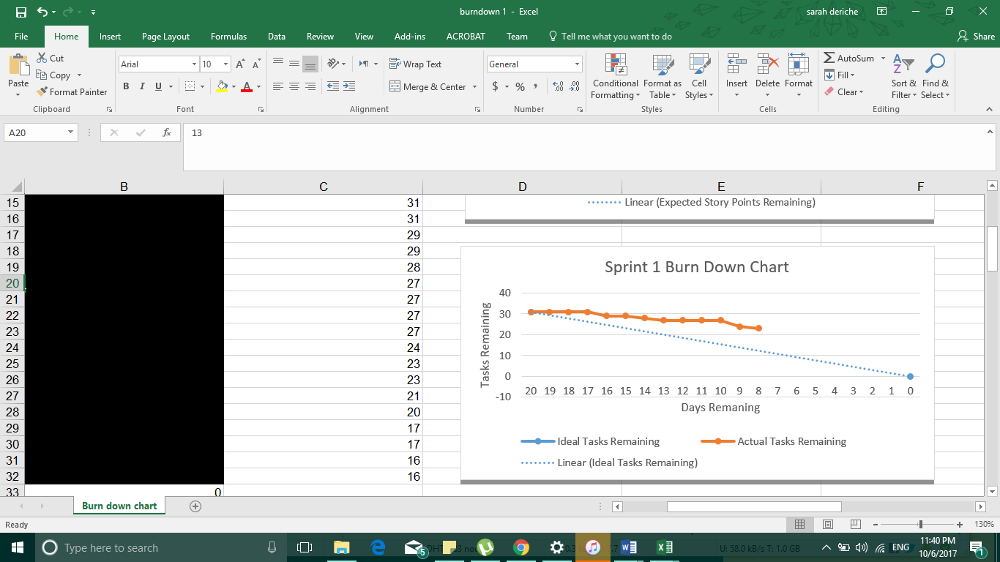 burndown 1 - Excel
sarah deriche
File Home Insert Page Layout Formulas Data Review View Add-ins ACROBAT Team Tell me what you want to do Share
Paste
Cut
Copy
Format Painter
Clipboard
Arial 10 A A
B I U A
Font
Wrap Text
Merge & Center
Alignment
General
$ % , .0 .00 .00 .0
Number
Conditional Formatting
Format as Table
Cell Styles
Styles
Insert Delete Format
Cells
AutoSum
Fill
Clear
Sort & Filter
Find & Select
Editing
A20 fx 13
B C D E F
15 31
16 31
17 29
18 29
19 28
20 27
21 27
22 27
23 27
24 24
25 23
26 23
27 21
28 20
29 17
30 17
31 16
32 16
33 0
Linear (Expected Story Points Remaining)
Sprint 1 Burn Down Chart
Tasks Remaining
40
30
20
10
0
-10
20 19 18 17 16 15 14 13 12 11 10 9 8 7 6 5 4 3 2 1 0
Days Remaning
Ideal Tasks Remaining Actual Tasks Remaining
Linear (Ideal Tasks Remaining)
Burn down chart
Ready
130%
Type here to search
5
U: 58.0 kB/s T: 1.0 GB
ENG
11:40 PM
10/6/2017
1